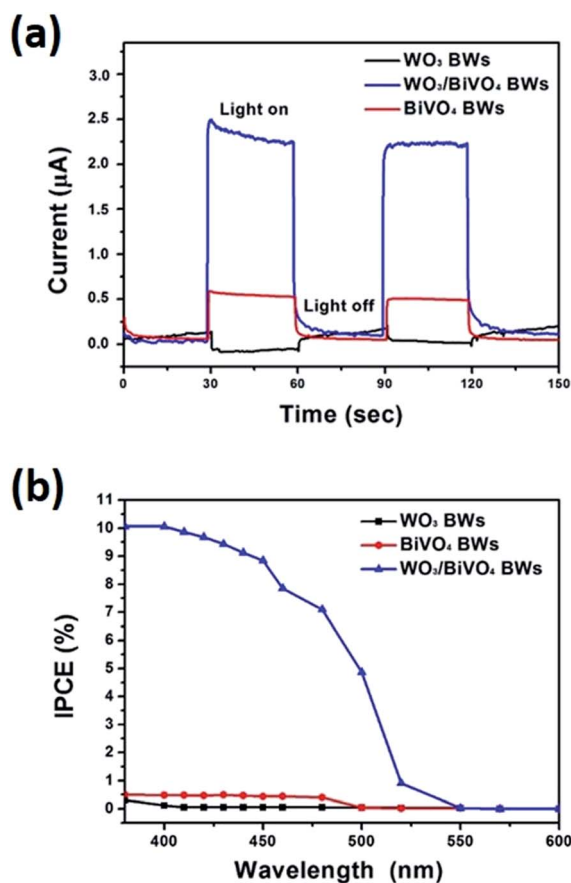 (a)
3.0
2.5
2.0
1.5
1.0
0.5
0.0
Current (µA)
WO₃ BWs
WO₃/BiVO₄ BWs
BiVO₄ BWs
Light on
Light off
0 30 60 90 120 150
Time (sec)
(b)
11
10
9
8
7
6
5
4
3
2
1
0
IPCE (%)
WO₃ BWs
BiVO₄ BWs
WO₃/BiVO₄ BWs
400 450 500 550 600
Wavelength (nm)